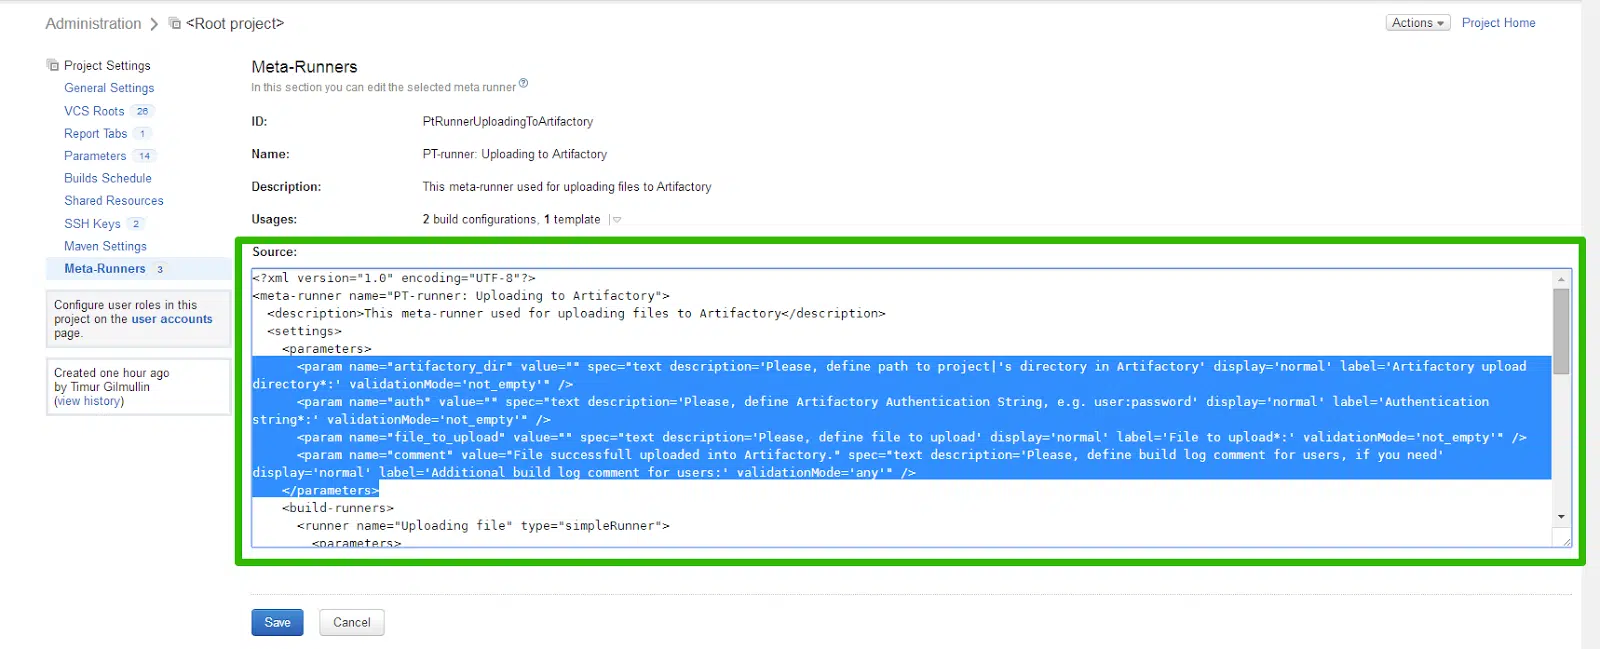 Administration > <Root project>
Actions
Project Home
Project Settings
General Settings
VCS Roots 26
Report Tabs 1
Parameters 14
Builds Schedule
Shared Resources
SSH Keys 2
Maven Settings
Meta-Runners 3
Configure user roles in this
project on the user accounts
page.
Created one hour ago
by Timur Gilmullin
(view history)
Meta-Runners
In this section you can edit the selected meta runner ?
ID: PtRunnerUploadingToArtifactory
Name: PT-runner: Uploading to Artifactory
Description: This meta-runner used for uploading files to Artifactory
Usages: 2 build configurations, 1 template
Source:
<?xml version="1.0" encoding="UTF-8"?>
<meta-runner name="PT-runner: Uploading to Artifactory">
<description>This meta-runner used for uploading files to Artifactory</description>
<settings>
<parameters>
<param name="artifactory_dir" value="" spec="text description='Please, define path to project|'s directory in Artifactory' display='normal' label='Artifactory upload
directory*:' validationMode='not_empty'" />
<param name="auth" value="" spec="text description='Please, define Artifactory Authentication String, e.g. user:password' display='normal' label='Authentication
string*:' validationMode='not_empty'" />
<param name="file_to_upload" value="" spec="text description='Please, define file to upload' display='normal' label='File to upload*:' validationMode='not_empty'" />
<param name="comment" value="File successfull uploaded into Artifactory." spec="text description='Please, define build log comment for users, if you need'
display='normal' label='Additional build log comment for users:' validationMode='any'" />
</parameters>
<build-runners>
<runner name="Uploading file" type="simpleRunner">
<parameters>
Save
Cancel